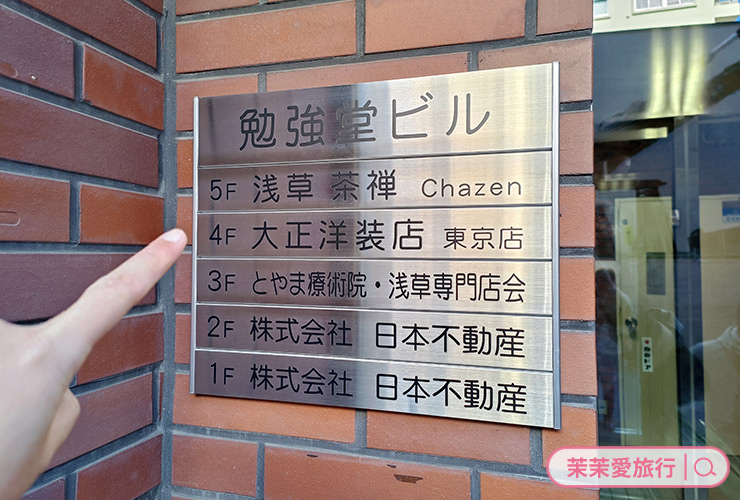 勉強堂ビル
5F 浅草 茶禅 Chazen
4F 大正洋装店 東京店
3F とやま療術院・浅草専門店会
2F 株式会社 日本不動産
1F 株式会社 日本不動産
茉茉愛旅行